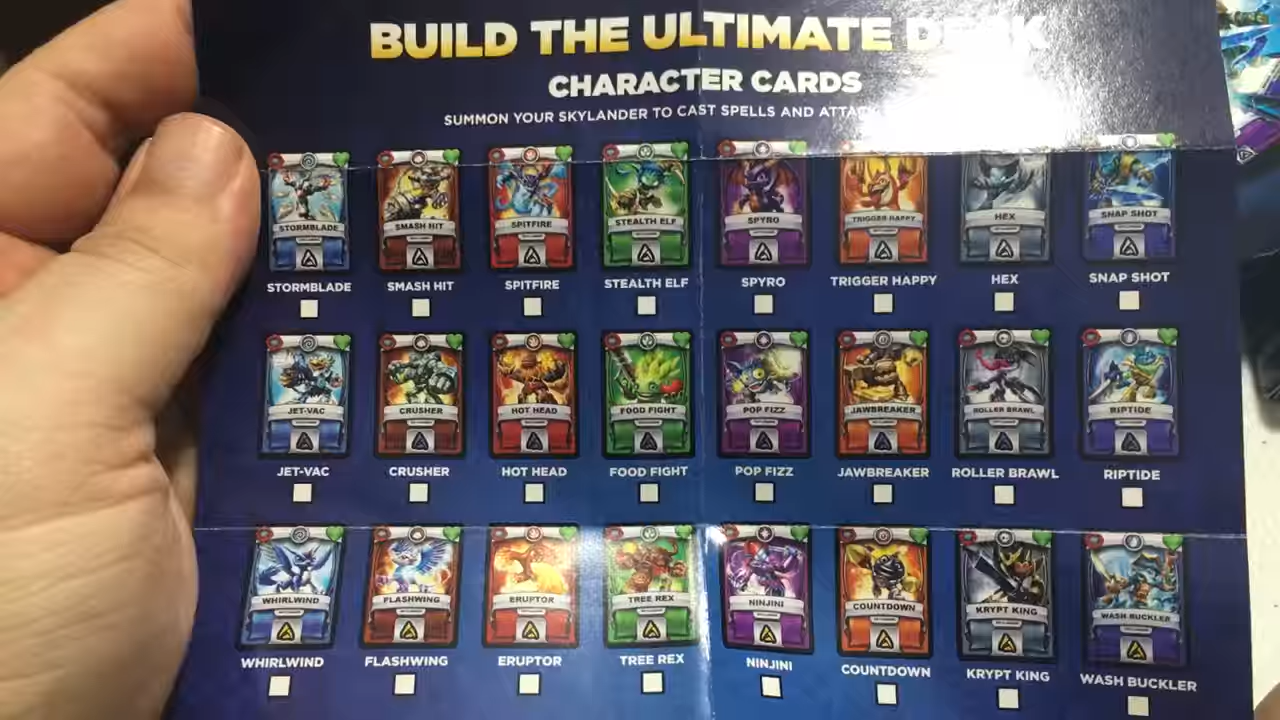 BUILD THE ULTIMATE DECK
CHARACTER CARDS
SUMMON YOUR SKYLANDER TO CAST SPELLS AND
STORMBLADE SMASH HIT SPITFIRE STEALTH ELF SPYRO TRIGGER HAPPY HEX SNAP SHOT
STORMBLADE SMASH HIT SPITFIRE STEALTH ELF SPYRO TRIGGER HAPPY HEX SNAP SHOT
JET-VAC CRUSHER HOT HEAD FOOD FIGHT POP FIZZ JAWBREAKER ROLLER BRAWL RIPTIDE
JET-VAC CRUSHER HOT HEAD FOOD FIGHT POP FIZZ JAWBREAKER ROLLER BRAWL RIPTIDE
WHIRLWIND FLASHWING ERUPTOR TREE REX NINJINI COUNTDOWN KRYPT KING WASH BUCKLER
WHIRLWIND FLASHWING ERUPTOR TREE REX NINJINI COUNTDOWN KRYPT KING WASH BUCKLER